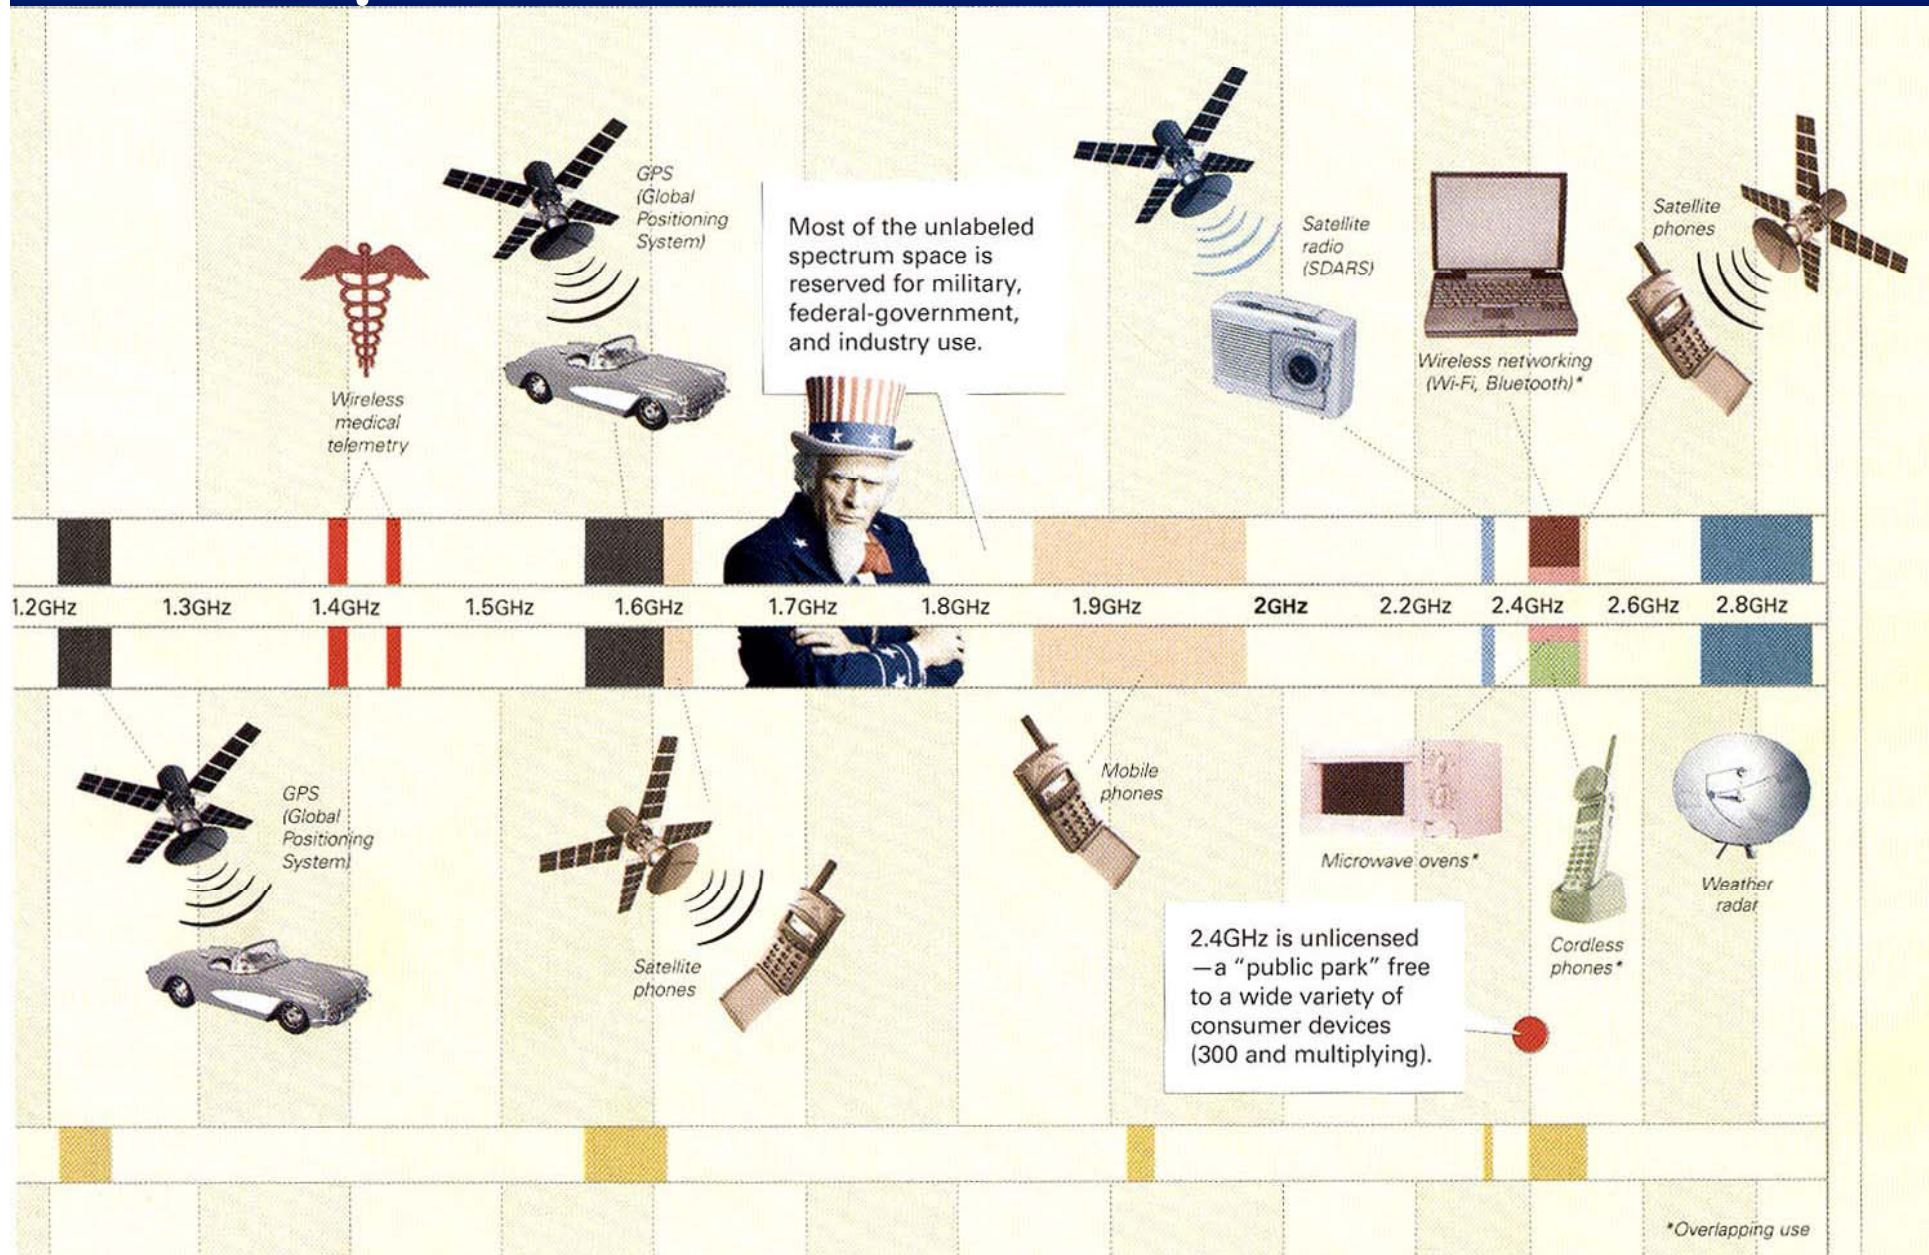 GPS
(Global
Positioning
System)
Wireless
medical
telemetry
Most of the unlabeled
spectrum space is
reserved for military,
federal-government,
and industry use.
Satellite
radio
(SDARS)
Wireless networking
(Wi-Fi, Bluetooth)*
Satellite
phones
1.2GHz 1.3GHz 1.4GHz 1.5GHz 1.6GHz 1.7GHz 1.8GHz 1.9GHz 2GHz 2.2GHz 2.4GHz 2.6GHz 2.8GHz
GPS
(Global
Positioning
System)
Satellite
phones
Mobile
phones
Microwave ovens*
Cordless
phones*
Weather
radar
2.4GHz is unlicensed
—a “public park” free
to a wide variety of
consumer devices
(300 and multiplying).
*Overlapping use